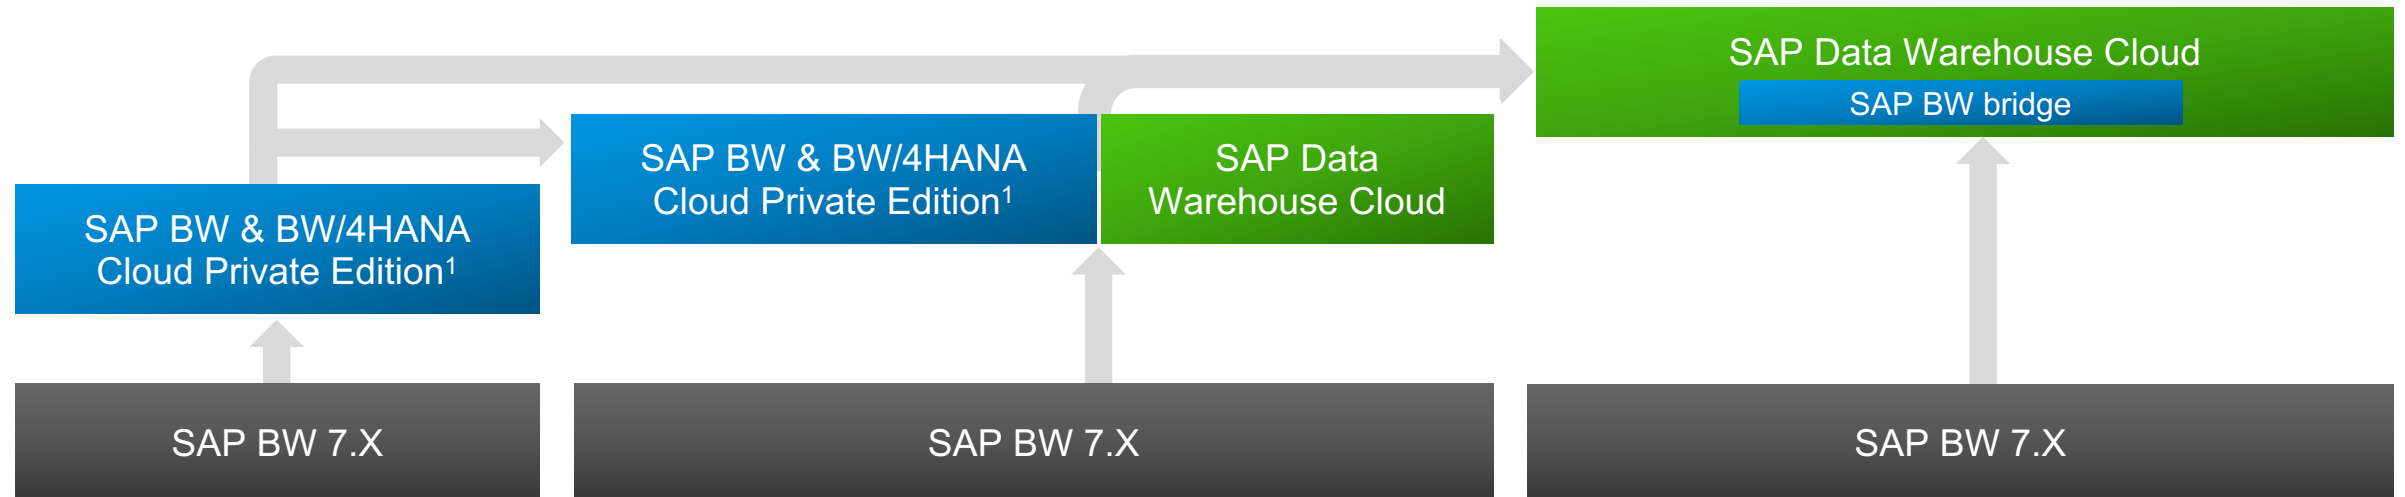 SAP Data Warehouse Cloud
SAP BW bridge
SAP BW & BW/4HANA
Cloud Private Edition¹
SAP Data
Warehouse Cloud
SAP BW & BW/4HANA
Cloud Private Edition¹
SAP BW 7.X
SAP BW 7.X
SAP BW 7.X